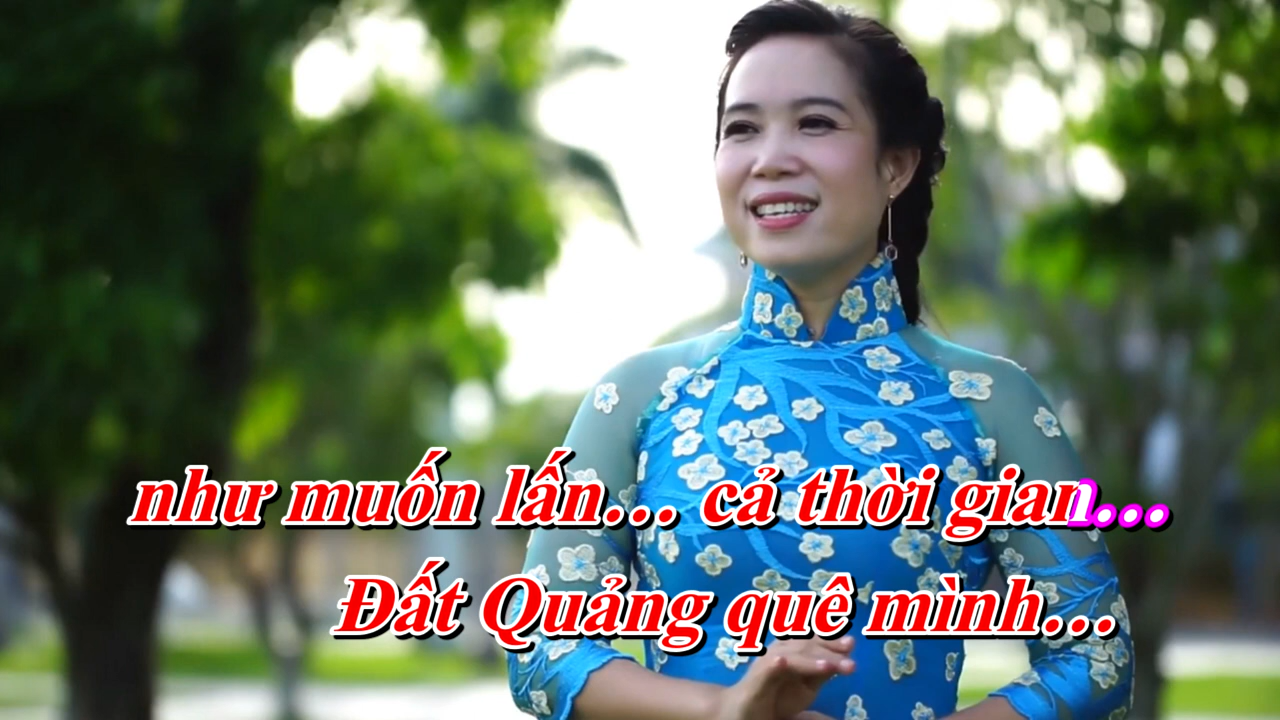 như muốn lấn... cả thời gian...
Đất Quảng quê mình...